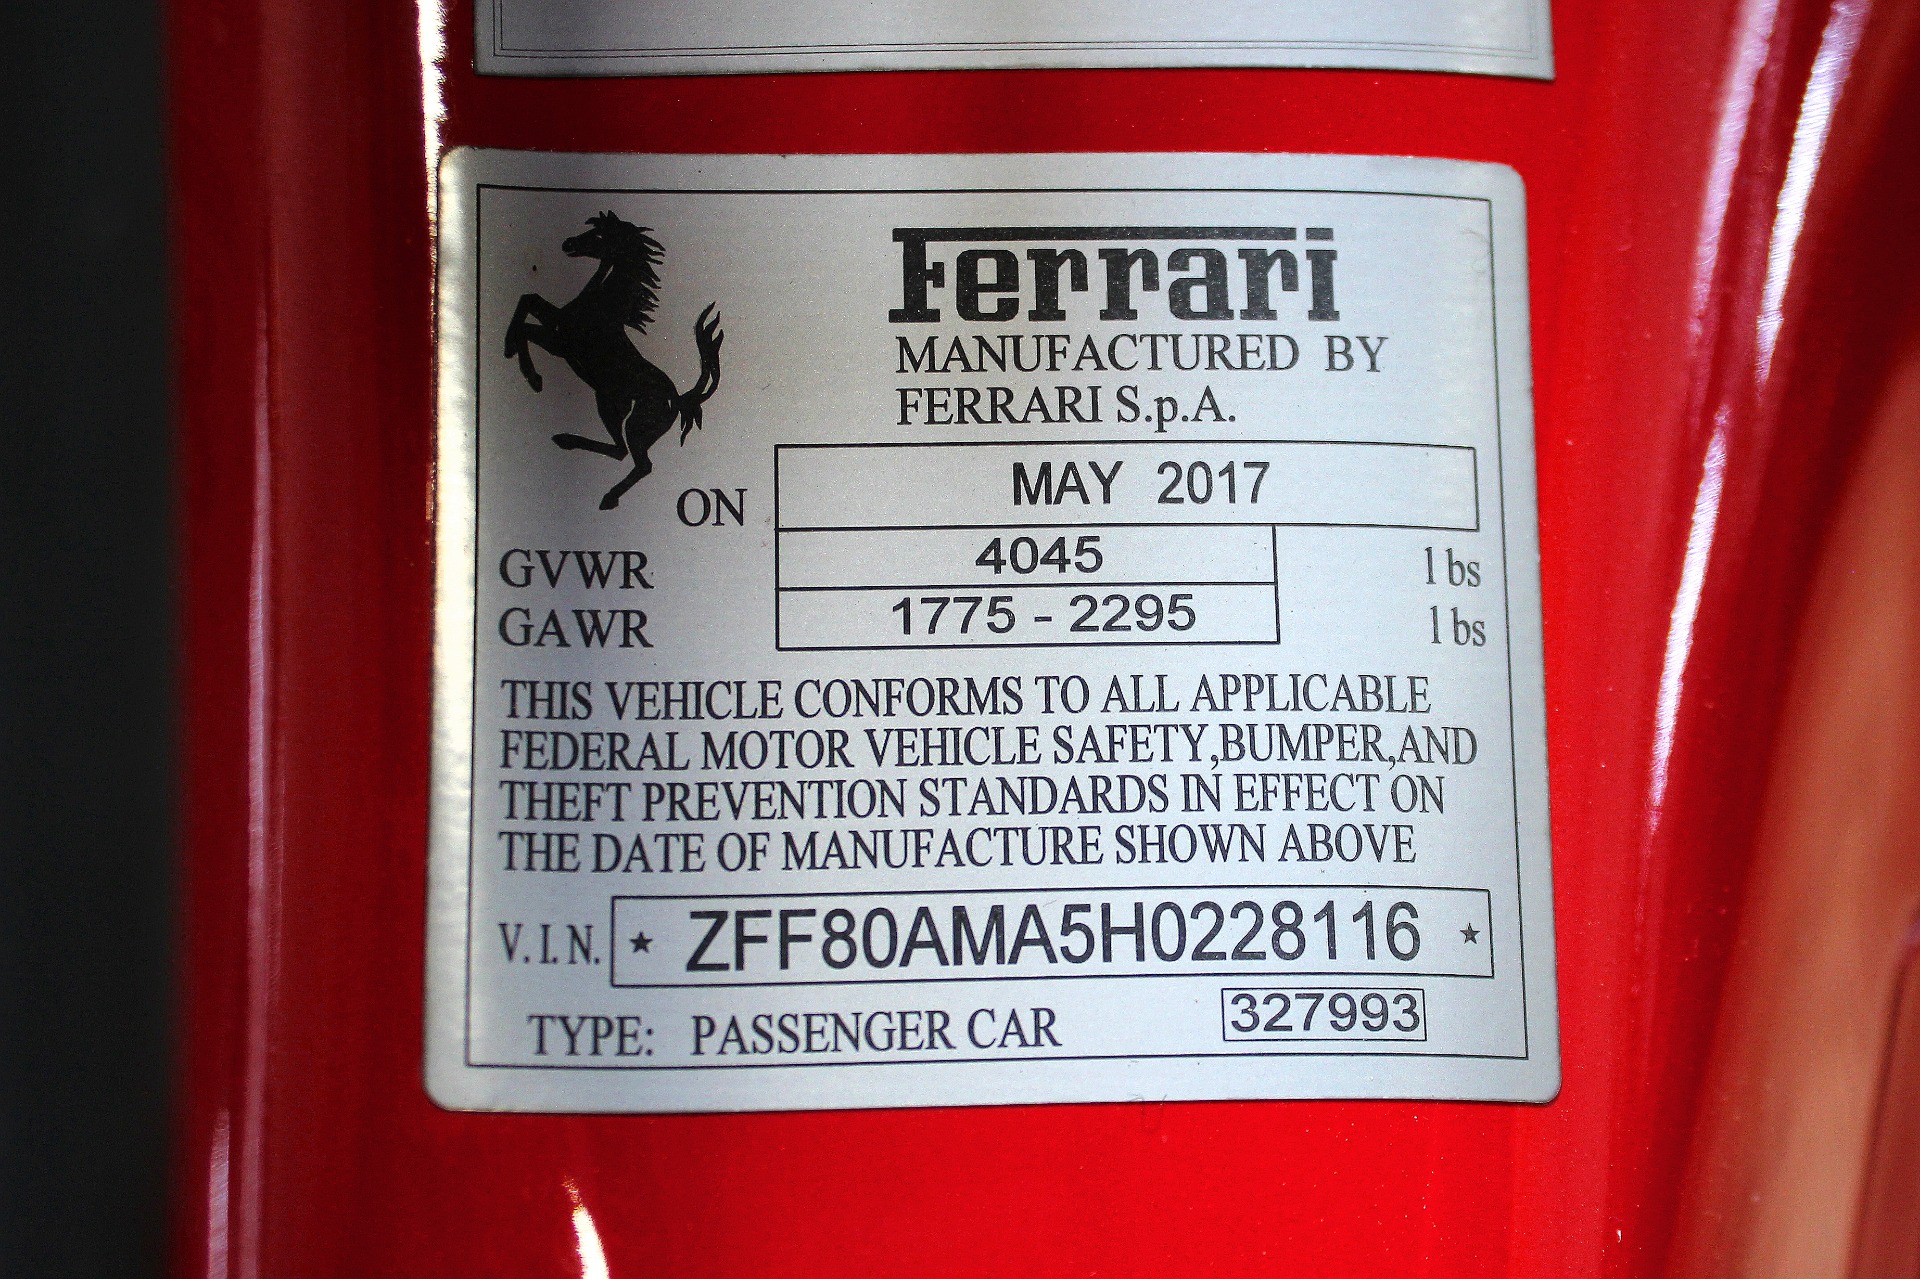 Ferrari
MANUFACTURED BY
FERRARI S.p.A.
ON MAY 2017
GVWR 4045 lbs
GAWR 1775 - 2295 lbs
THIS VEHICLE CONFORMS TO ALL APPLICABLE
FEDERAL MOTOR VEHICLE SAFETY,BUMPER,AND
THEFT PREVENTION STANDARDS IN EFFECT ON
THE DATE OF MANUFACTURE SHOWN ABOVE
V.I.N. ★ ZFF80AMA5H0228116 ★
TYPE: PASSENGER CAR 327993